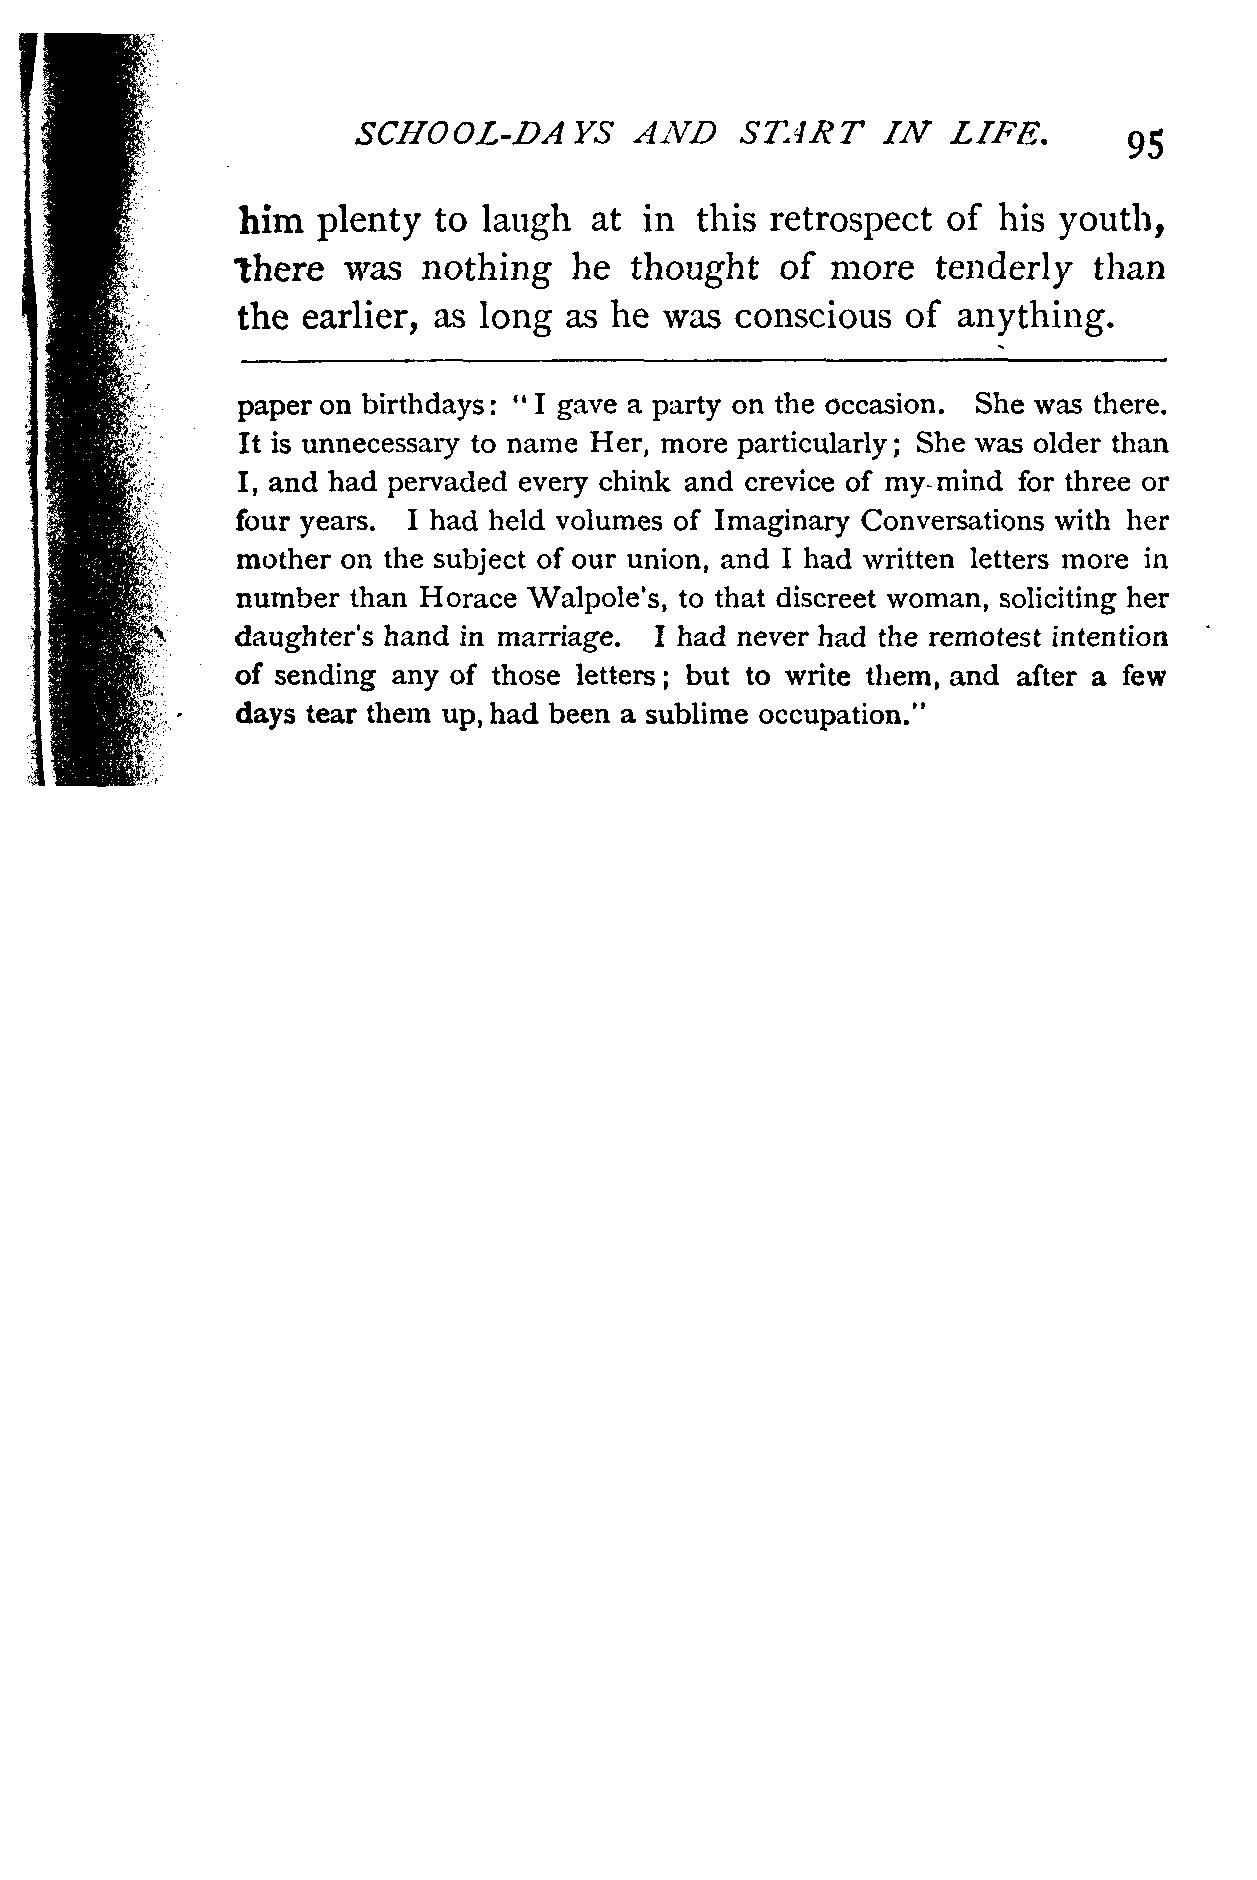 SCHOOL-DAYS AND START IN LIFE. 95
him plenty to laugh at in this retrospect of his youth,
there was nothing he thought of more tenderly than
the earlier, as long as he was conscious of anything.
paper on birthdays: "I gave a party on the occasion. She was there.
It is unnecessary to name Her, more particularly; She was older than
I, and had pervaded every chink and crevice of my mind for three or
four years. I had held volumes of Imaginary Conversations with her
mother on the subject of our union, and I had written letters more in
number than Horace Walpole's, to that discreet woman, soliciting her
daughter's hand in marriage. I had never had the remotest intention
of sending any of those letters; but to write them, and after a few
days tear them up, had been a sublime occupation."